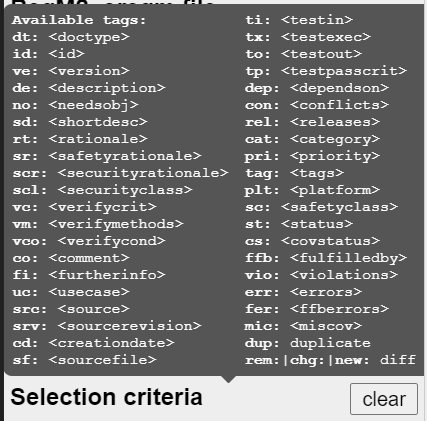 Available tags:
dt: <doctype>
id: <id>
ve: <version>
de: <description>
no: <needsobj>
sd: <shortdesc>
rt: <rationale>
sr: <safetyrationale>
scr: <securityrationale>
scl: <securityclass>
vc: <verifycrit>
vm: <verifymethods>
vco: <verifycond>
co: <comment>
fi: <furtherinfo>
uc: <usecase>
src: <source>
srv: <sourcerevision>
cd: <creationdate>
sf: <sourcefile>
ti: <testin>
tx: <testexec>
to: <testout>
tp: <testpasscrit>
dep: <dependson>
con: <conflicts>
rel: <releases>
cat: <category>
pri: <priority>
tag: <tags>
plt: <platform>
sc: <safetyclass>
st: <status>
cs: <covstatus>
ffb: <fulfilledby>
vio: <violations>
err: <errors>
fer: <ffberrors>
mic: <miscov>
dup: duplicate
rem:|chg:|new: diff
Selection criteria
clear